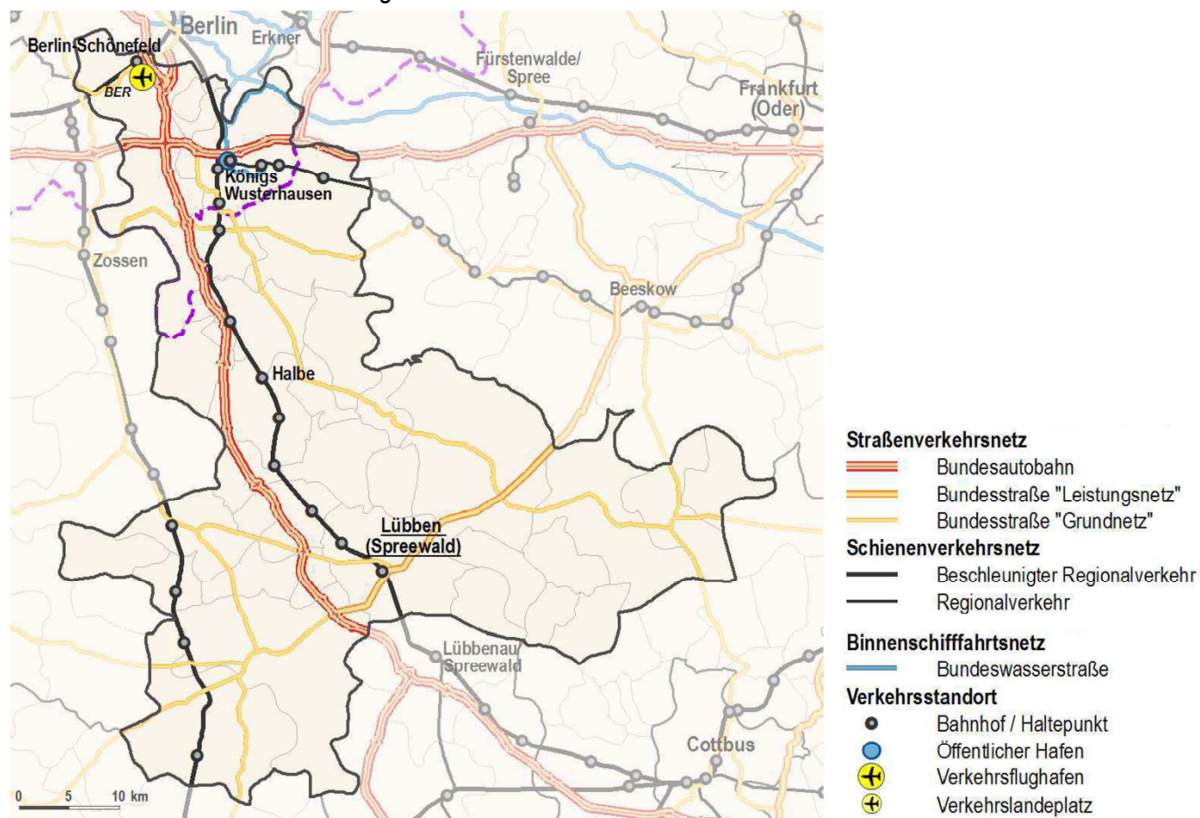 Berlin
Berlin-Schönefeld
Erkner
BER
Fürstenwalde/
Spree
Frankfurt
(Oder)
Königs
Wusterhausen
Zossen
Beeskow
Halbe
Lübben
(Spreewald)
Lübbenau/
Spreewald
Cottbus
0 5 10 km
Straßenverkehrsnetz
Bundesautobahn
Bundesstraße "Leistungsnetz"
Bundesstraße "Grundnetz"
Schienenverkehrsnetz
Beschleunigter Regionalverkehr
Regionalverkehr
Binnenschifffahrtsnetz
Bundeswasserstraße
Verkehrsstandort
Bahnhof / Haltepunkt
Öffentlicher Hafen
Verkehrsflughafen
Verkehrslandeplatz